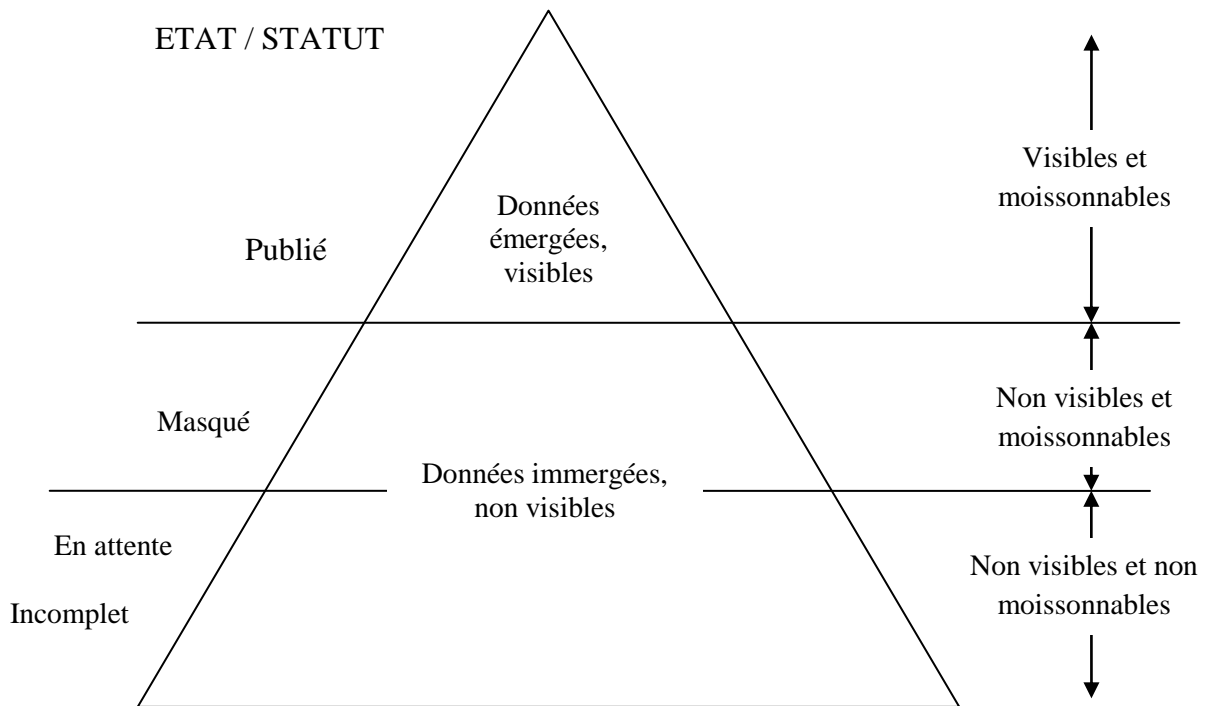 ETAT / STATUT
Visibles et
moissonnables
Données
émergées,
visibles
Publié
Masqué
Non visibles et
moissonnables
Données immergées,
non visibles
En attente
Non visibles et non
moissonnables
Incomplet